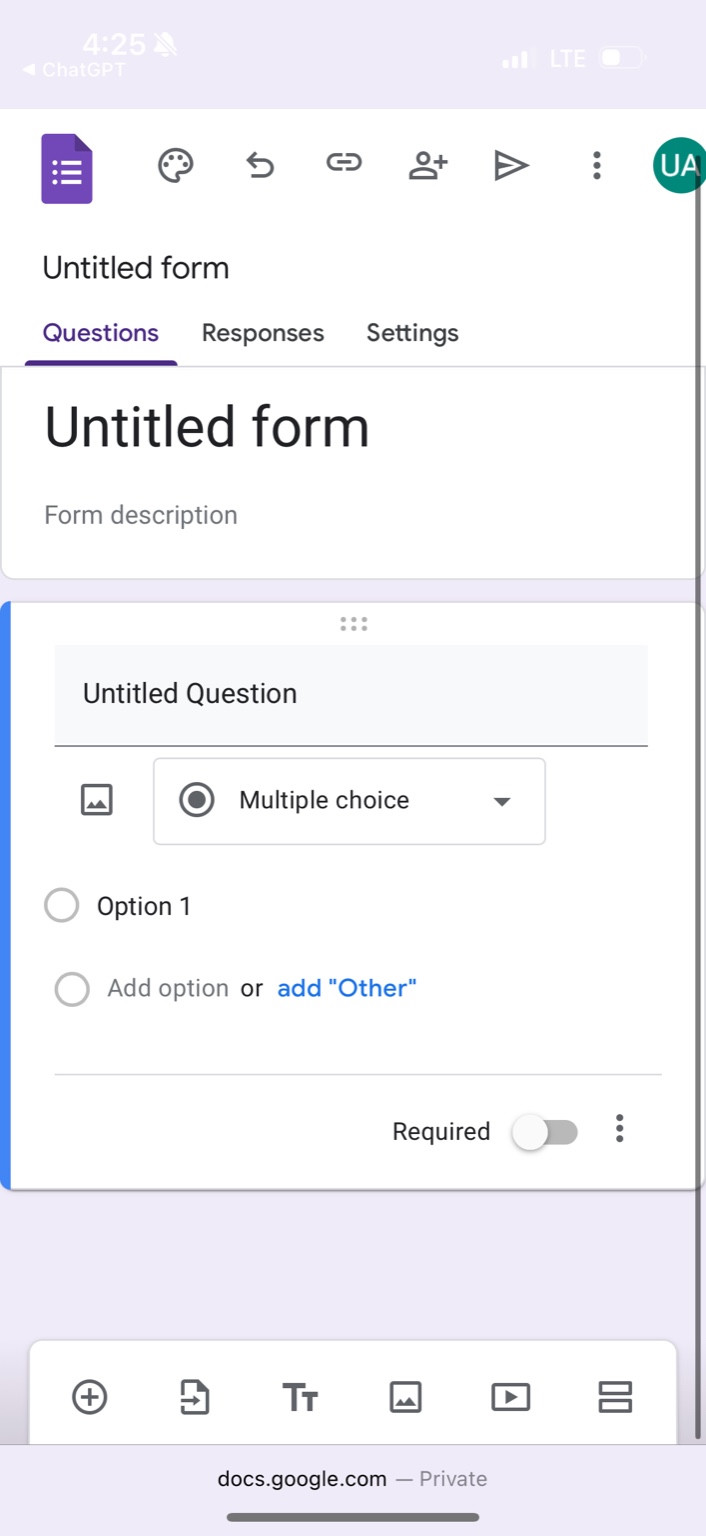 4:25
◀ ChatGPT
LTE
UA
Untitled form
Questions Responses Settings
Untitled form
Form description
Untitled Question
Multiple choice
Option 1
Add option or add "Other"
Required
Tт
docs.google.com — Private